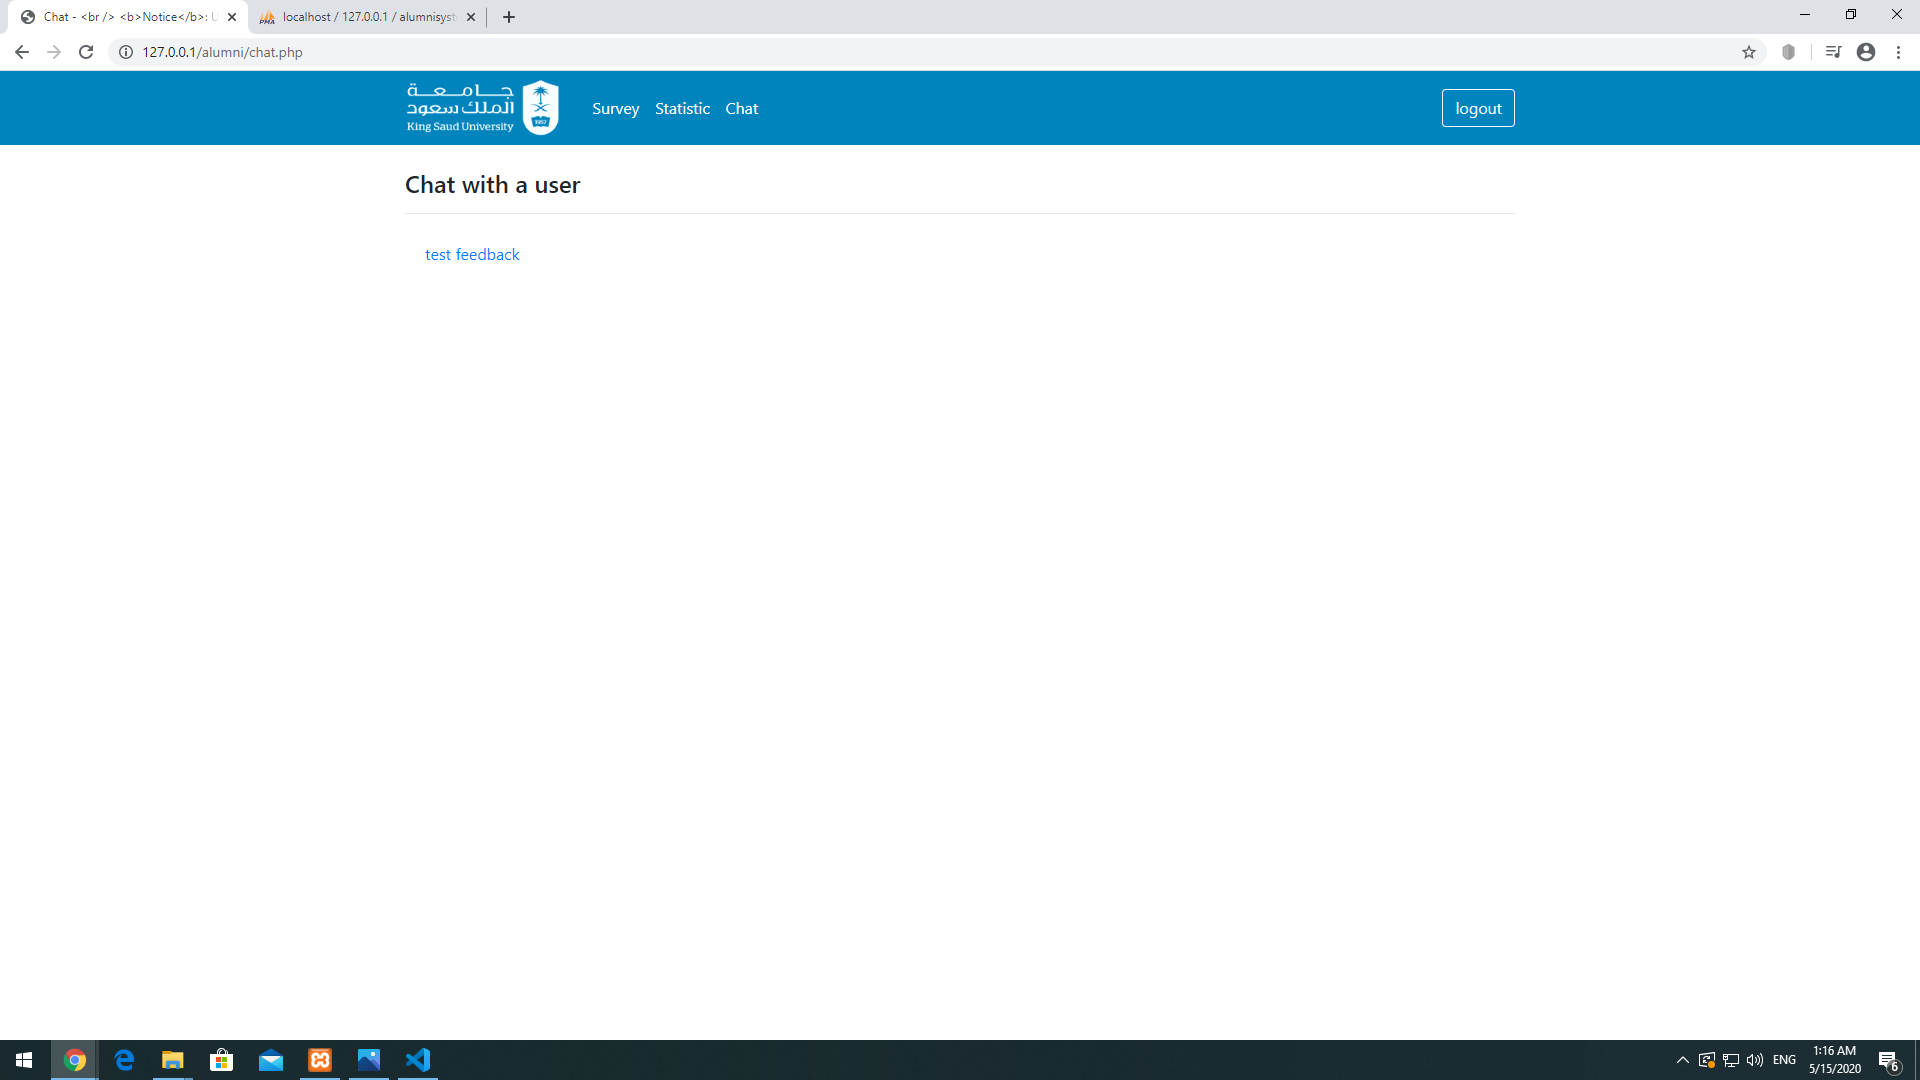 Chat - <br /> <b>Notice</b>: U
localhost / 127.0.0.1 / alumnisyst
127.0.0.1/alumni/chat.php
جامعة
الملك سعود
King Saud University
1957
Survey
Statistic
Chat
logout
Chat with a user
test feedback
ENG
1:16 AM
5/15/2020
6